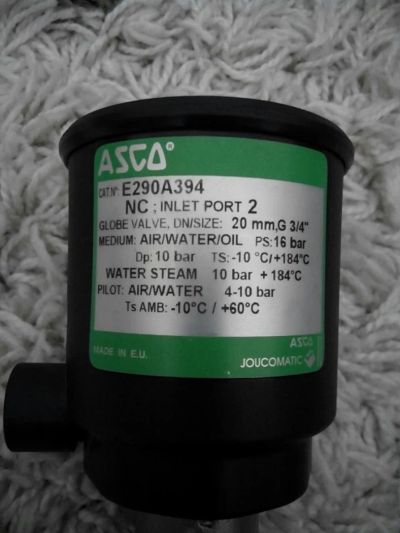 ASCO®
CAT.Nº E290A394
NC ; INLET PORT 2
GLOBE VALVE, DN/SIZE: 20 mm,G 3/4"
MEDIUM: AIR/WATER/OIL PS:16 bar
Dp: 10 bar TS: -10 °C/+184°C
WATER STEAM 10 bar +184°C
PILOT: AIR/WATER 4-10 bar
Ts AMB: -10°C / +60°C
MADE IN E.U.
ASCO
JOUCOMATIC